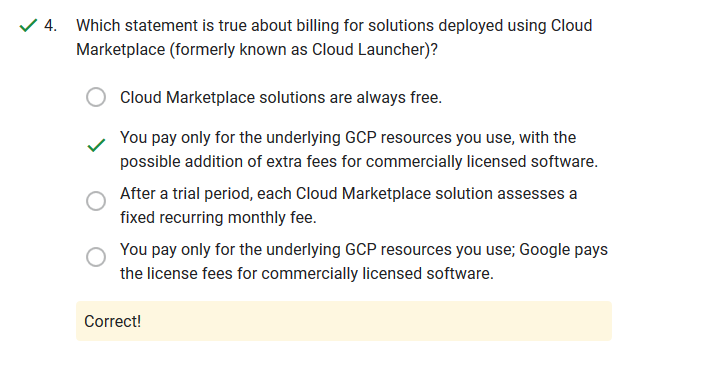 4. Which statement is true about billing for solutions deployed using Cloud
Marketplace (formerly known as Cloud Launcher)?
Cloud Marketplace solutions are always free.
You pay only for the underlying GCP resources you use, with the
possible addition of extra fees for commercially licensed software.
After a trial period, each Cloud Marketplace solution assesses a
fixed recurring monthly fee.
You pay only for the underlying GCP resources you use; Google pays
the license fees for commercially licensed software.
Correct!